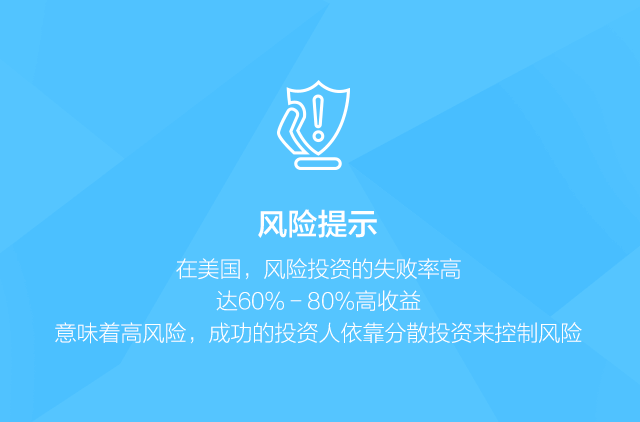 风险提示
在美国，风险投资的失败率高
达60%－80%高收益
意味着高风险，成功的投资人依靠分散投资来控制风险